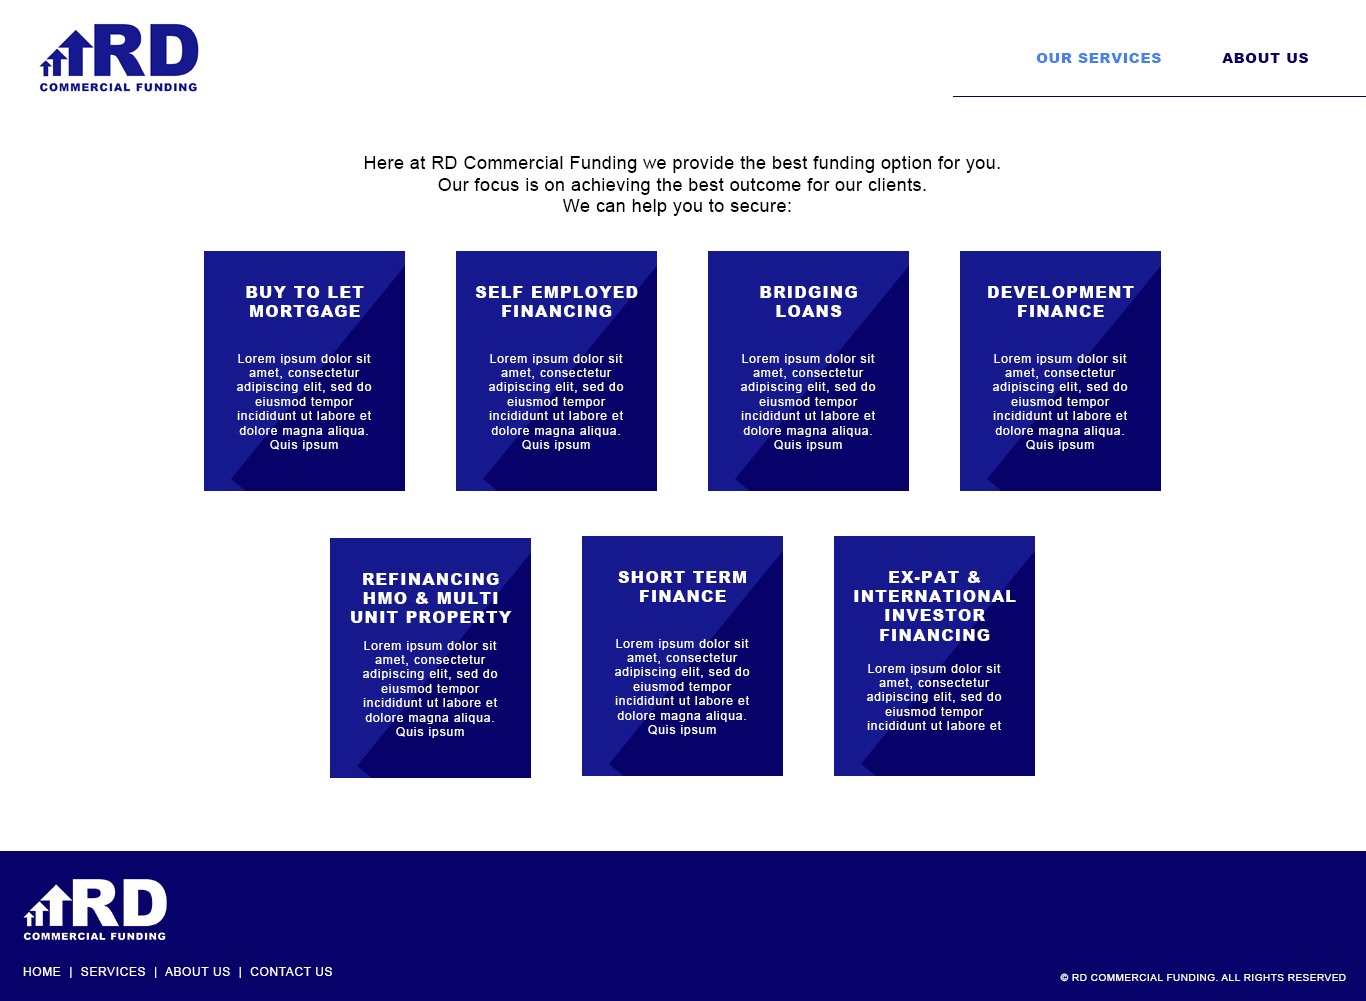 RD
COMMERCIAL FUNDING
OUR SERVICES
ABOUT US
Here at RD Commercial Funding we provide the best funding option for you.
Our focus is on achieving the best outcome for our clients.
We can help you to secure:
BUY TO LET
MORTGAGE
Lorem ipsum dolor sit
amet, consectetur
adipiscing elit, sed do
eiusmod tempor
incididunt ut labore et
dolore magna aliqua.
Quis ipsum
SELF EMPLOYED
FINANCING
Lorem ipsum dolor sit
amet, consectetur
adipiscing elit, sed do
eiusmod tempor
incididunt ut labore et
dolore magna aliqua.
Quis ipsum
BRIDGING
LOANS
Lorem ipsum dolor sit
amet, consectetur
adipiscing elit, sed do
eiusmod tempor
incididunt ut labore et
dolore magna aliqua.
Quis ipsum
DEVELOPMENT
FINANCE
Lorem ipsum dolor sit
amet, consectetur
adipiscing elit, sed do
eiusmod tempor
incididunt ut labore et
dolore magna aliqua.
Quis ipsum
REFINANCING
HMO & MULTI
UNIT PROPERTY
Lorem ipsum dolor sit
amet, consectetur
adipiscing elit, sed do
eiusmod tempor
incididunt ut labore et
dolore magna aliqua.
Quis ipsum
SHORT TERM
FINANCE
Lorem ipsum dolor sit
amet, consectetur
adipiscing elit, sed do
eiusmod tempor
incididunt ut labore et
dolore magna aliqua.
Quis ipsum
EX-PAT &
INTERNATIONAL
INVESTOR
FINANCING
Lorem ipsum dolor sit
amet, consectetur
adipiscing elit, sed do
eiusmod tempor
incididunt ut labore et
RD
COMMERCIAL FUNDING
HOME | SERVICES | ABOUT US | CONTACT US
© RD COMMERCIAL FUNDING. ALL RIGHTS RESERVED